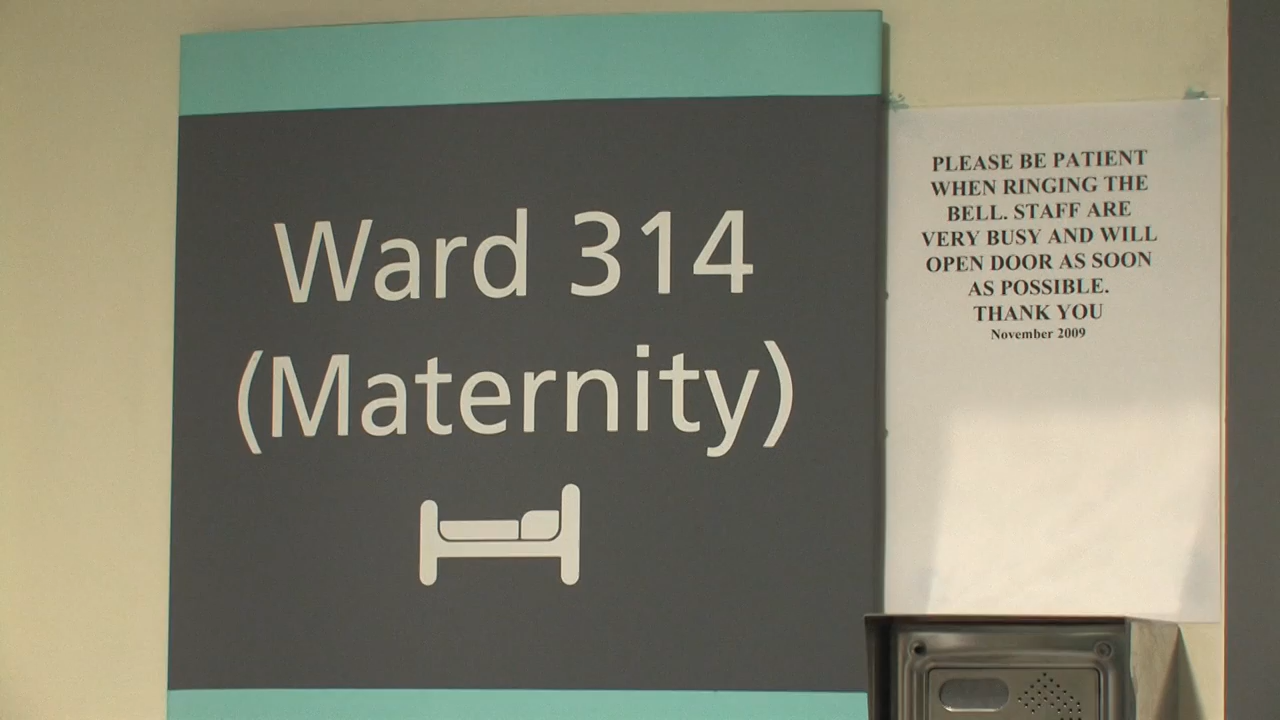 Ward 314
(Maternity)
PLEASE BE PATIENT
WHEN RINGING THE
BELL. STAFF ARE
VERY BUSY AND WILL
OPEN DOOR AS SOON
AS POSSIBLE.
THANK YOU
November 2009